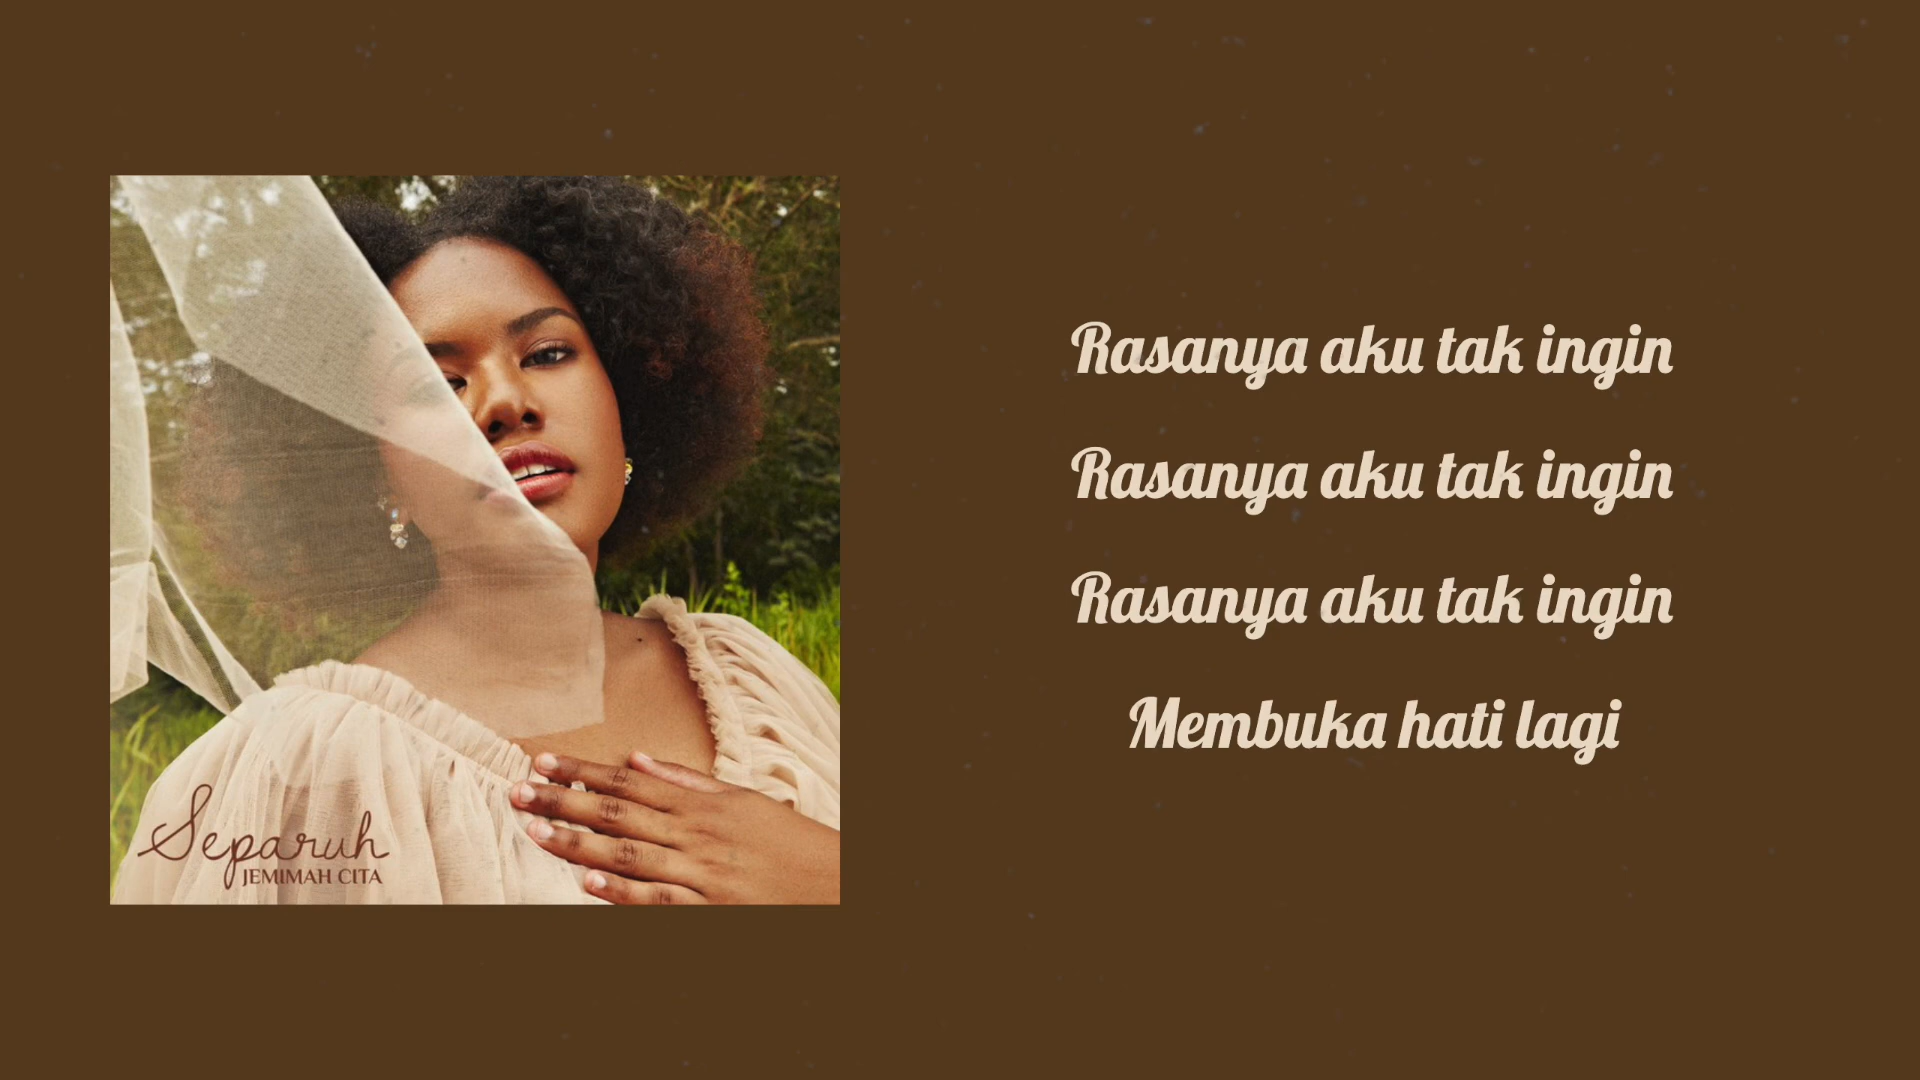 Rasanya aku tak ingin
Rasanya aku tak ingin
Rasanya aku tak ingin
Membuka hati lagi
Separuh
JEMIMAH CITA